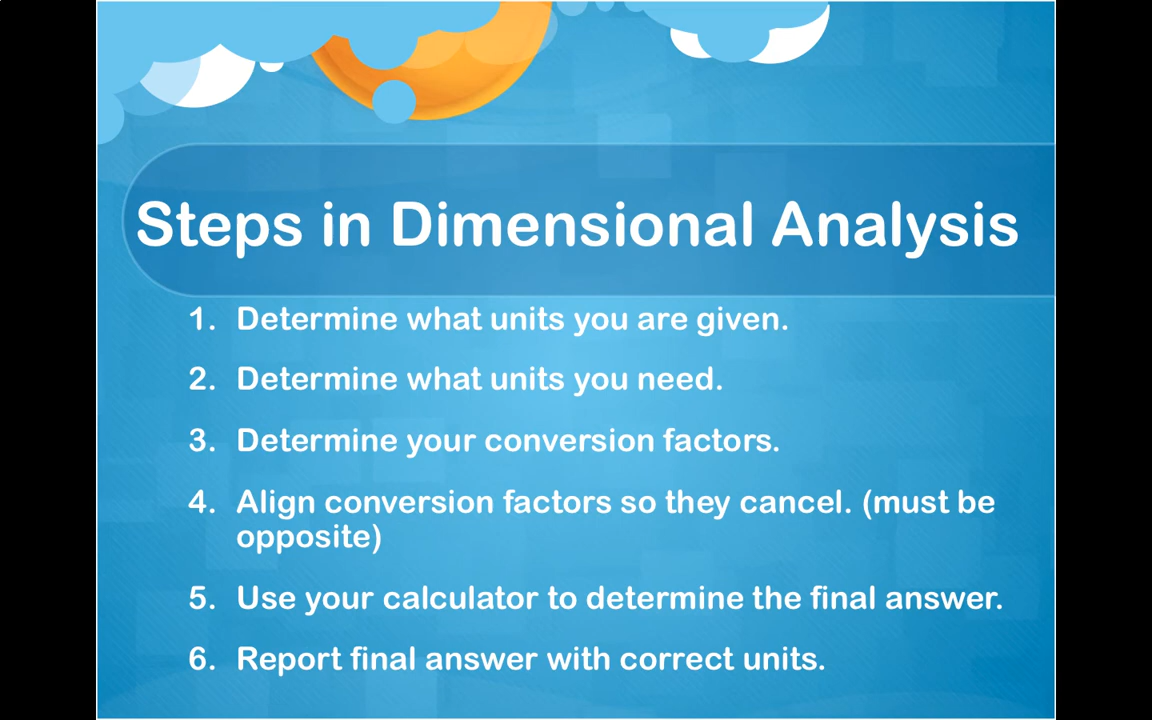 Steps in Dimensional Analysis
1. Determine what units you are given.
2. Determine what units you need.
3. Determine your conversion factors.
4. Align conversion factors so they cancel. (must be
opposite)
5. Use your calculator to determine the final answer.
6. Report final answer with correct units.